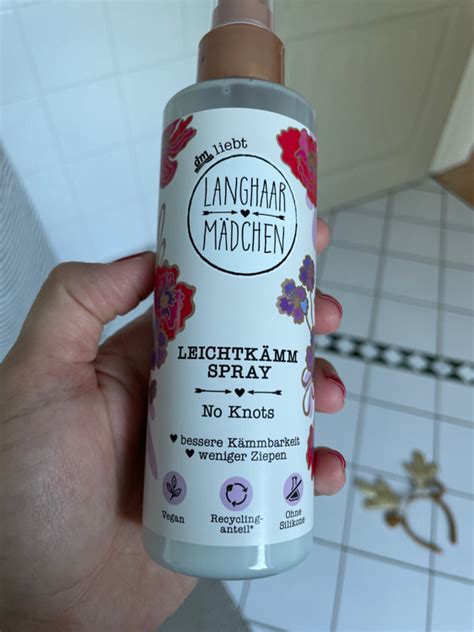 dm liebt
LANGHAAR
MÄDCHEN
LEICHTKÄMM
SPRAY
No Knots
♥ bessere Kämmbarkeit
♥ weniger Ziepen
Vegan
Recycling-
anteil*
Ohne
Silikone